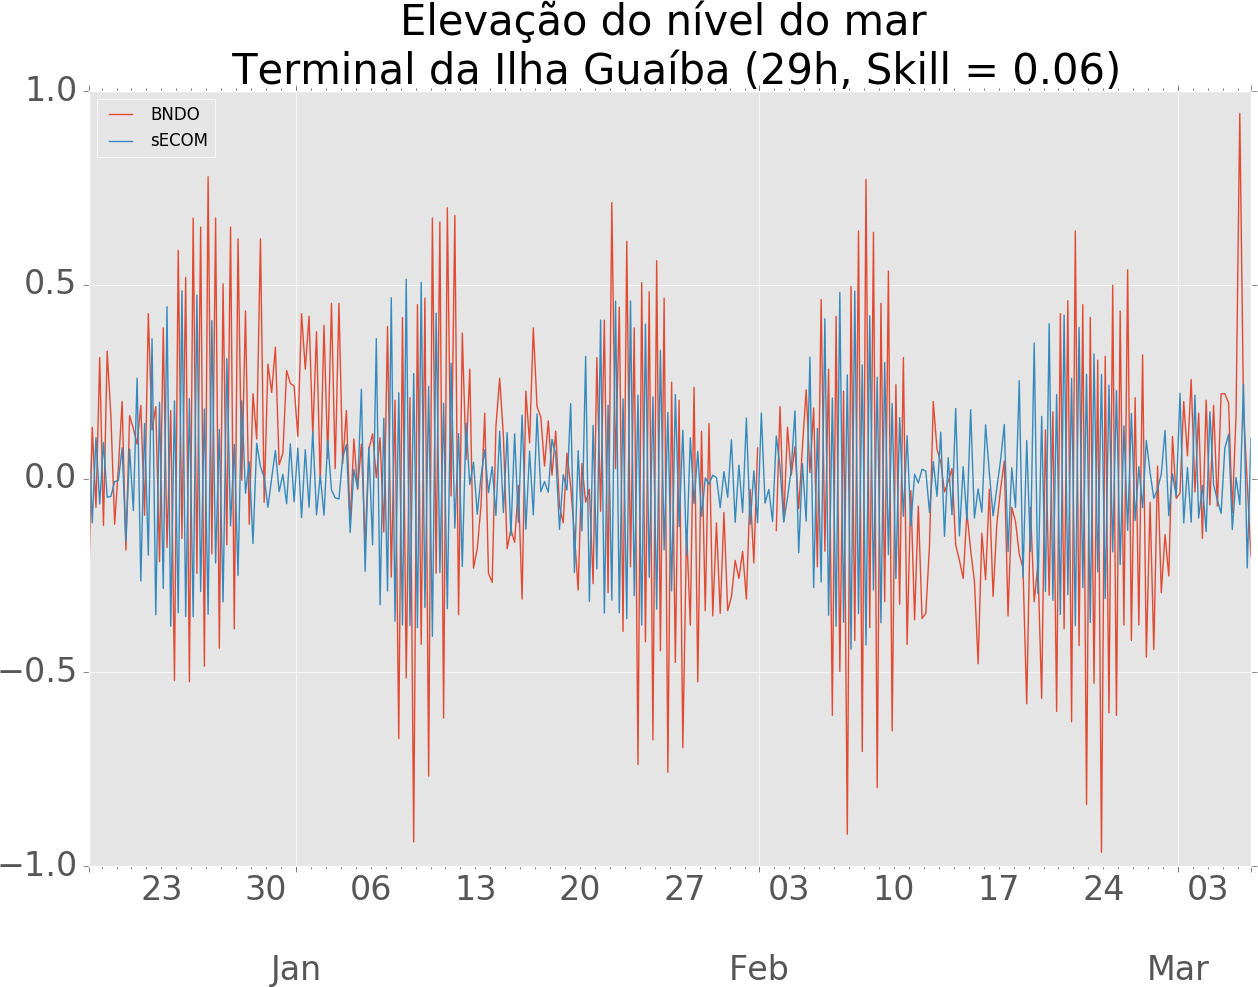 Elevação do nível do mar
Terminal da Ilha Guaíba (29h, Skill = 0.06)
1.0
BNDO
sECOM
0.5
0.0
−0.5
−1.0
23 30 06 13 20 27 03 10 17 24 03
Jan Feb Mar